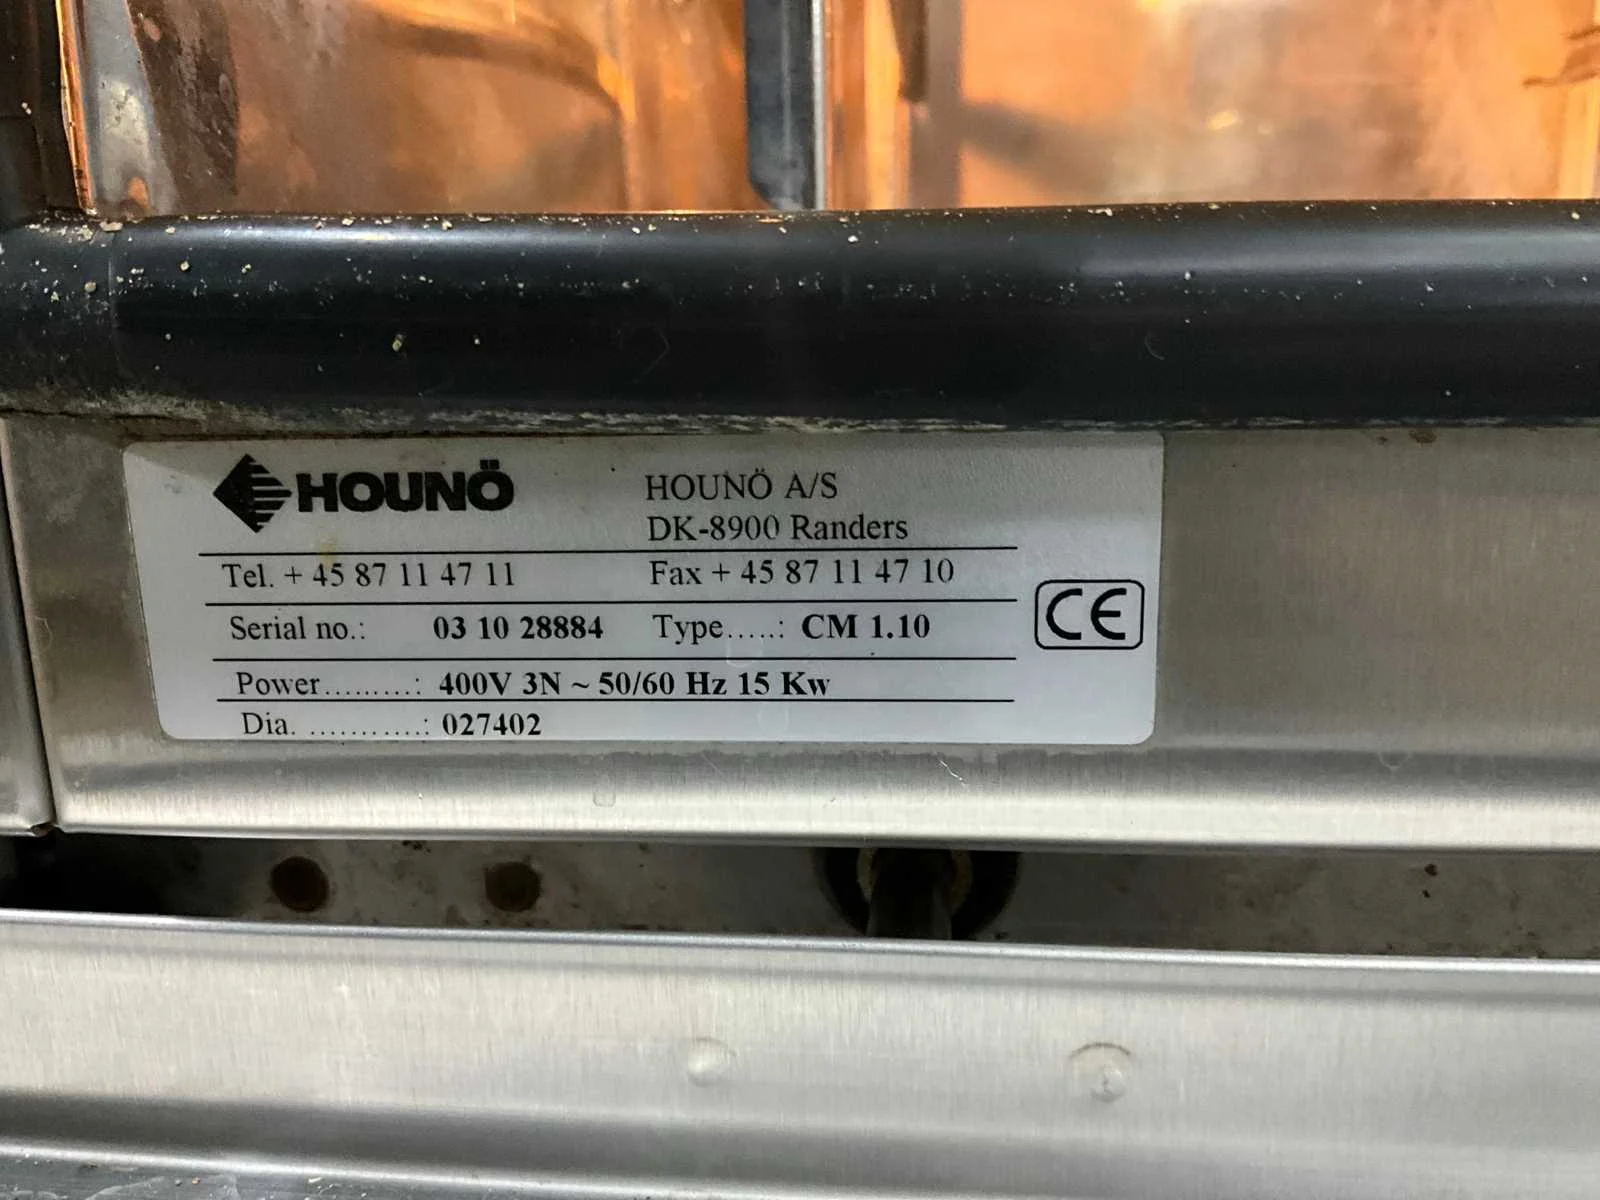 HOUNÖ
HOUNÖ A/S
DK-8900 Randers
Tel. + 45 87 11 47 11 Fax + 45 87 11 47 10
Serial no.: 03 10 28884 Type.....: CM 1.10
CE
Power.........: 400V 3N ~ 50/60 Hz 15 Kw
Dia. ...........: 027402